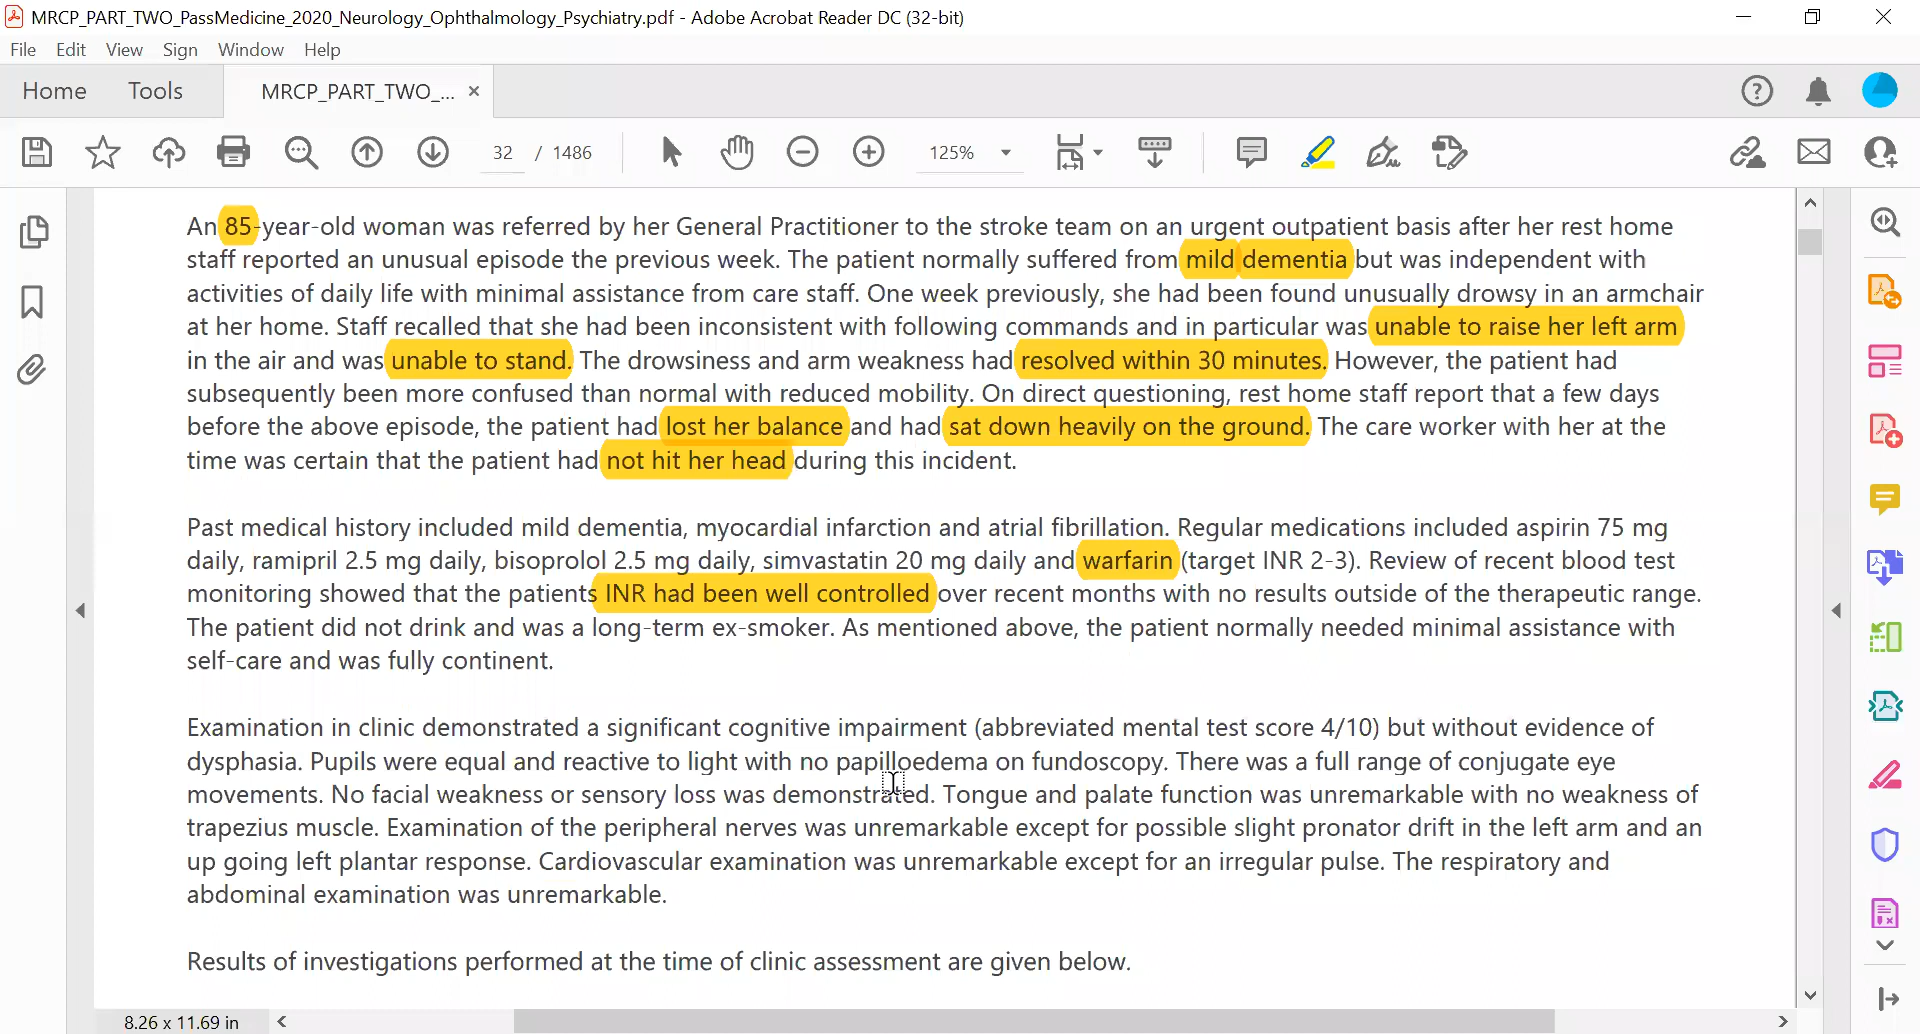 MRCP_PART_TWO_PassMedicine_2020_Neurology_Ophthalmology_Psychiatry.pdf - Adobe Acrobat Reader DC (32-bit)
File Edit View Sign Window Help
Home Tools MRCP_PART_TWO_... ×
32 / 1486 125%
An 85-year-old woman was referred by her General Practitioner to the stroke team on an urgent outpatient basis after her rest home
staff reported an unusual episode the previous week. The patient normally suffered from mild dementia but was independent with
activities of daily life with minimal assistance from care staff. One week previously, she had been found unusually drowsy in an armchair
at her home. Staff recalled that she had been inconsistent with following commands and in particular was unable to raise her left arm
in the air and was unable to stand. The drowsiness and arm weakness had resolved within 30 minutes. However, the patient had
subsequently been more confused than normal with reduced mobility. On direct questioning, rest home staff report that a few days
before the above episode, the patient had lost her balance and had sat down heavily on the ground. The care worker with her at the
time was certain that the patient had not hit her head during this incident.
Past medical history included mild dementia, myocardial infarction and atrial fibrillation. Regular medications included aspirin 75 mg
daily, ramipril 2.5 mg daily, bisoprolol 2.5 mg daily, simvastatin 20 mg daily and warfarin (target INR 2-3). Review of recent blood test
monitoring showed that the patients INR had been well controlled over recent months with no results outside of the therapeutic range.
The patient did not drink and was a long-term ex-smoker. As mentioned above, the patient normally needed minimal assistance with
self-care and was fully continent.
Examination in clinic demonstrated a significant cognitive impairment (abbreviated mental test score 4/10) but without evidence of
dysphasia. Pupils were equal and reactive to light with no papilloedema on fundoscopy. There was a full range of conjugate eye
movements. No facial weakness or sensory loss was demonstrated. Tongue and palate function was unremarkable with no weakness of
trapezius muscle. Examination of the peripheral nerves was unremarkable except for possible slight pronator drift in the left arm and an
up going left plantar response. Cardiovascular examination was unremarkable except for an irregular pulse. The respiratory and
abdominal examination was unremarkable.
Results of investigations performed at the time of clinic assessment are given below.
8.26 x 11.69 in